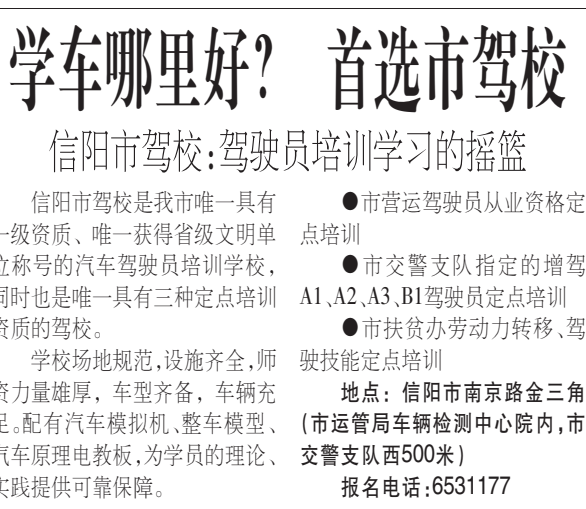 学车哪里好？ 首选市驾校
信阳市驾校：驾驶员培训学习的摇篮
信阳市驾校是我市唯一具有
一级资质、唯一获得省级文明单
位称号的汽车驾驶员培训学校，
同时也是唯一具有三种定点培训
资质的驾校。
学校场地规范，设施齐全，师
资力量雄厚，车型齐备，车辆充
足。配有汽车模拟机、整车模型、
汽车原理电教板，为学员的理论、
实践提供可靠保障。
●市营运驾驶员从业资格定
点培训
●市交警支队指定的增驾
A1、A2、A3、B1驾驶员定点培训
●市扶贫办劳动力转移、驾
驶技能定点培训
地点：信阳市南京路金三角
（市运管局车辆检测中心院内，市
交警支队西500米）
报名电话：6531177